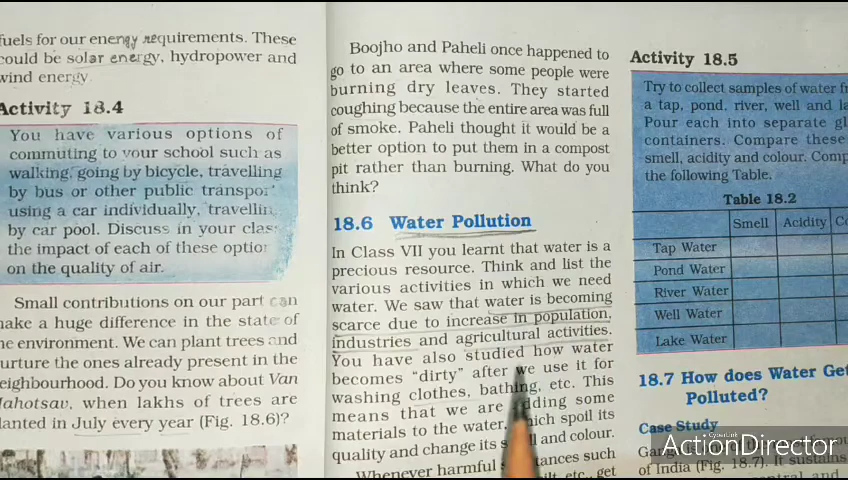 fuels for our energy requirements. These
could be solar energy, hydropower and
wind energy.
Activity 18.4
You have various options of
commuting to your school such as
walking, going by bicycle, travelling
by bus or other public transpor
using a car individually, travellin
by car pool. Discuss in your clas
the impact of each of these optio
on the quality of air.
Small contributions on our part can
make a huge difference in the state of
the environment. We can plant trees and
nurture the ones already present in the
neighbourhood. Do you know about Van
Mahotsav, when lakhs of trees are
planted in July every year (Fig. 18.6)?
Boojho and Paheli once happened to
go to an area where some people were
burning dry leaves. They started
coughing because the entire area was full
of smoke. Paheli thought it would be a
better option to put them in a compost
pit rather than burning. What do you
think?
18.6 Water Pollution
In Class VII you learnt that water is a
precious resource. Think and list the
various activities in which we need
water. We saw that water is becoming
scarce due to increase in population,
industries and agricultural activities.
You have also studied how water
becomes "dirty" after we use it for
washing clothes, bathing, etc. This
means that we are adding some
materials to the water, which spoil its
quality and change its and colour.
Whenever harmful such
etc., get
Activity 18.5
Try to collect samples of water f
a tap, pond, river, well and la
Pour each into separate gl
containers. Compare these
smell, acidity and colour. Comp
the following Table.
Table 18.2
Smell Acidity Co
Tap Water
Pond Water
River Water
Well Water
Lake Water
18.7 How does Water Get
Polluted?
Case Study
CyberLink
ActionDirector
of India (Fig. 18.7). It sustains